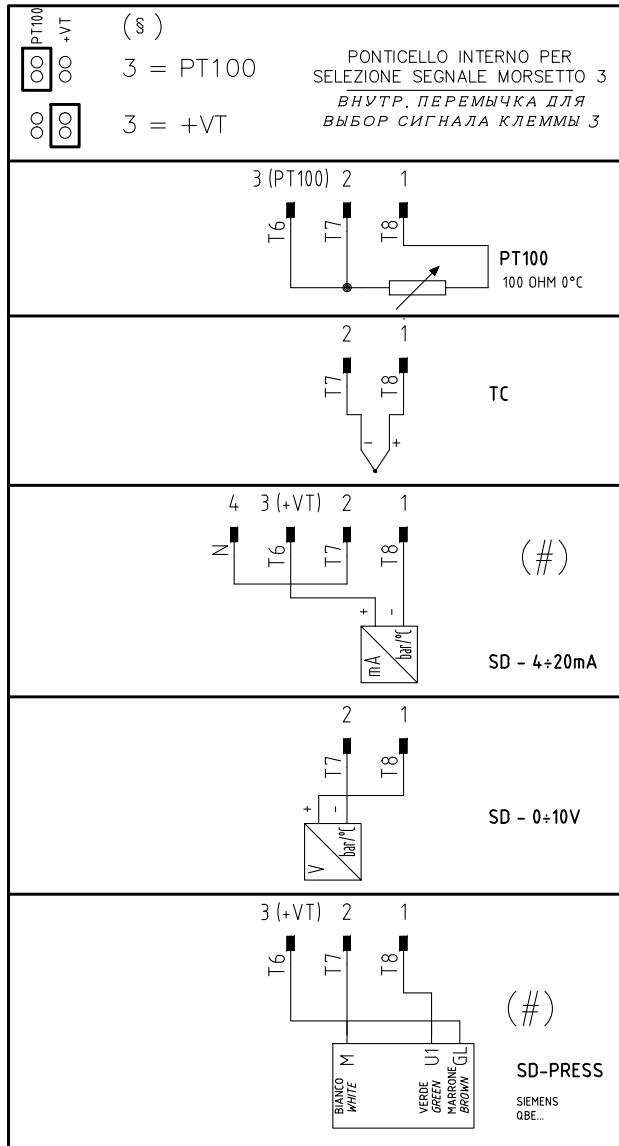 PT100
+VT
(§)
3 = PT100
3 = +VT
PONTICELLO INTERNO PER
SELEZIONE SEGNALE MORSETTO 3
ВНУТР. ПЕРЕМЫЧКА ДЛЯ
ВЫБОР СИГНАЛА КЛЕММЫ 3
3 (PT100) 2 1
T6 T7 T8
PT100
100 OHM 0°C
2 1
T7 T8
TC
- +
4 3 (+VT) 2 1
N T6 T7 T8
(#)
+ -
mA bar/°C
SD - 4÷20mA
2 1
T7 T8
+ -
V bar/°C
SD - 0÷10V
3 (+VT) 2 1
T6 T7 T8
(#)
M U1 GL
BIANCO
WHITE
VERDE
GREEN
MARRONE
BROWN
SD-PRESS
SIEMENS
QBE...